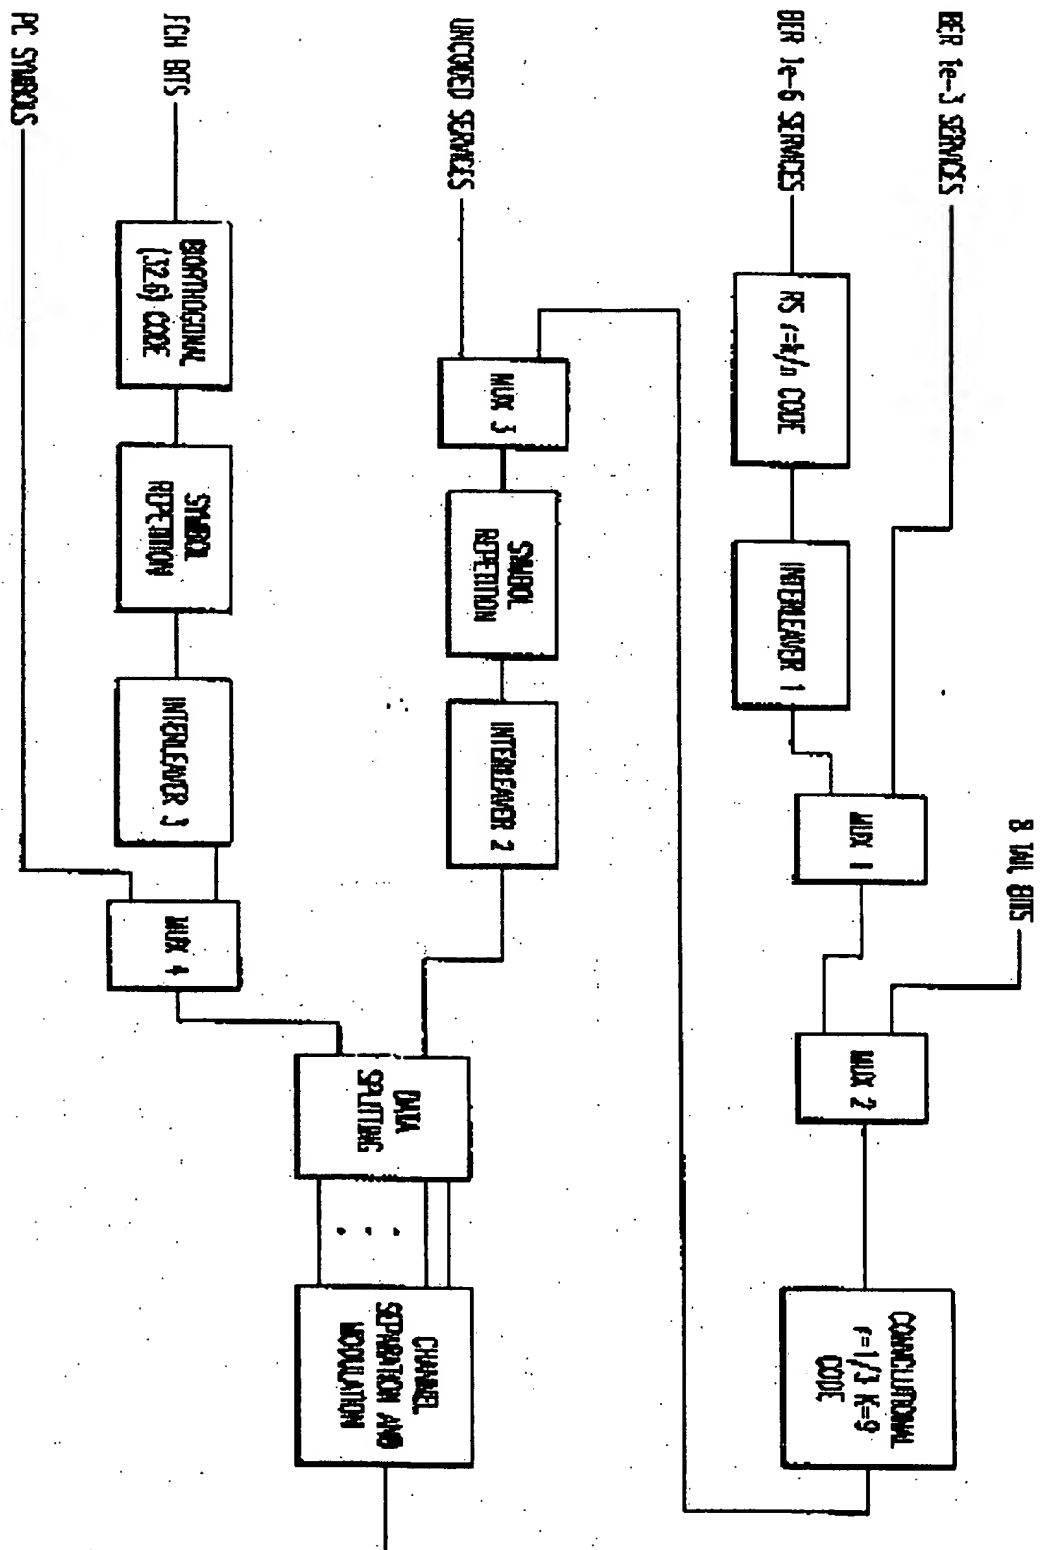 BER 1e-3 SERVICES
BER 1e-6 SERVICES
RS r=k/n CODE
INTERLEAVER 1
MUX 1
8 TAIL BITS
MUX 2
CONVOLUTIONAL
r=1/3 K=9
CODE
UNCODED SERVICES
MUX 3
SYMBOL
REPETITION
INTERLEAVER 2
FCH BITS
BIORTHOGONAL
(32.6) CODE
SYMBOL
REPETITION
INTERLEAVER 3
PC SYMBOLS
MUX 4
DATA
SPLITTING
CHANNEL
SEPARATION AND
MODULATION